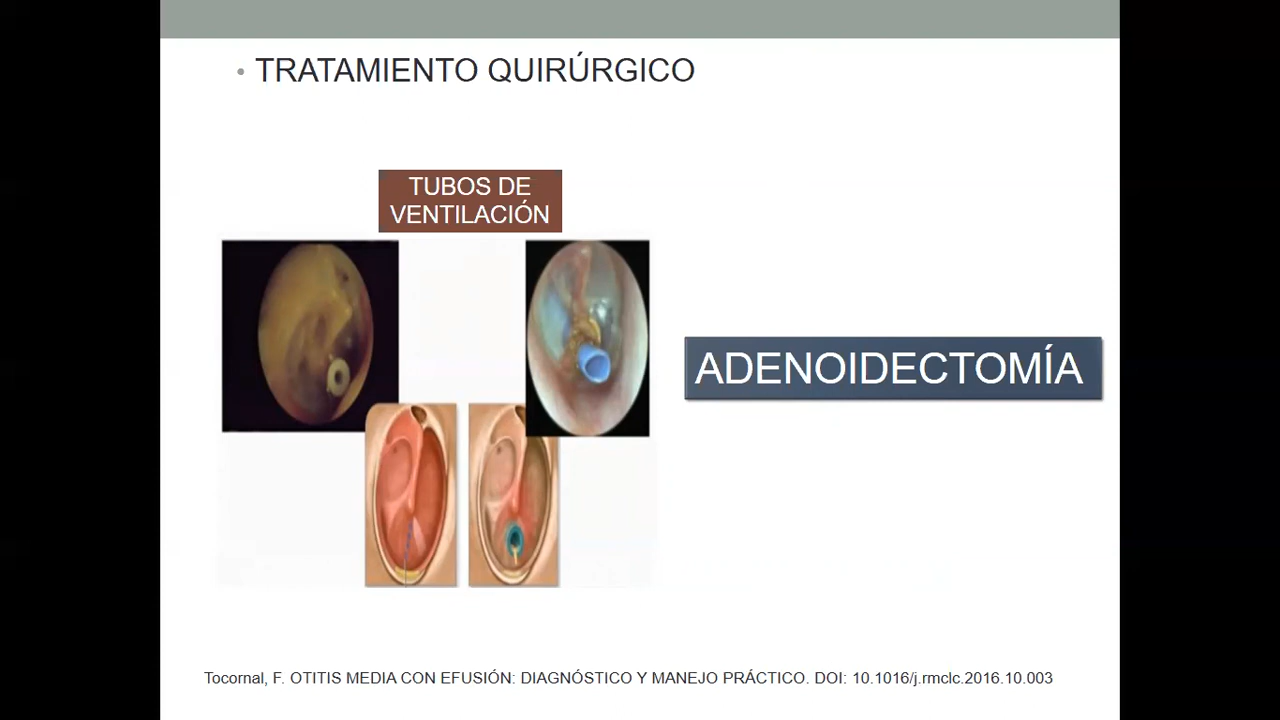 • TRATAMIENTO QUIRÚRGICO
TUBOS DE
VENTILACIÓN
ADENOIDECTOMÍA
Tocornal, F. OTITIS MEDIA CON EFUSIÓN: DIAGNÓSTICO Y MANEJO PRÁCTICO. DOI: 10.1016/j.rmclc.2016.10.003